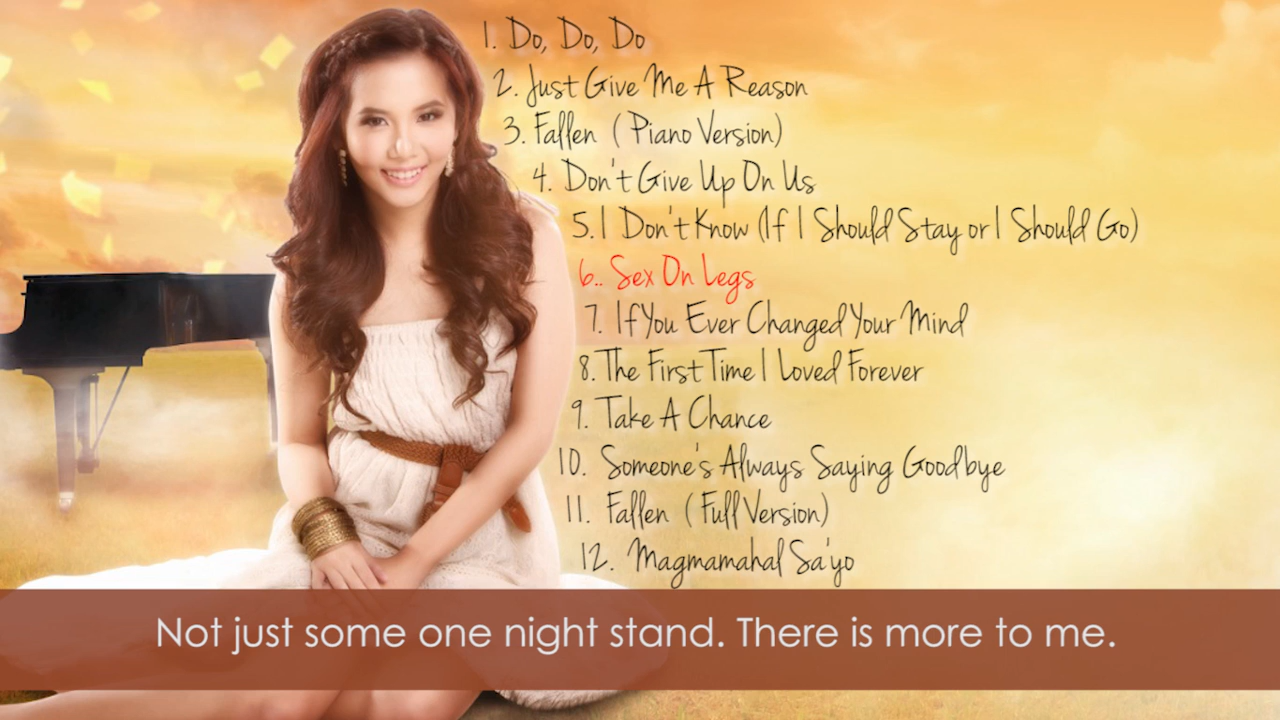 1. Do, Do, Do
2. Just Give Me A Reason
3. Fallen ( Piano Version)
4. Don't Give Up On Us
5. I Don't Know (If I Should Stay or I Should Go)
6.. Sex On Legs
7. If You Ever Changed Your Mind
8. The First Time I Loved Forever
9. Take A Chance
10. Someone's Always Saying Goodbye
11. Fallen ( Full Version)
12. Magmamahal Sa'yo
Not just some one night stand. There is more to me.